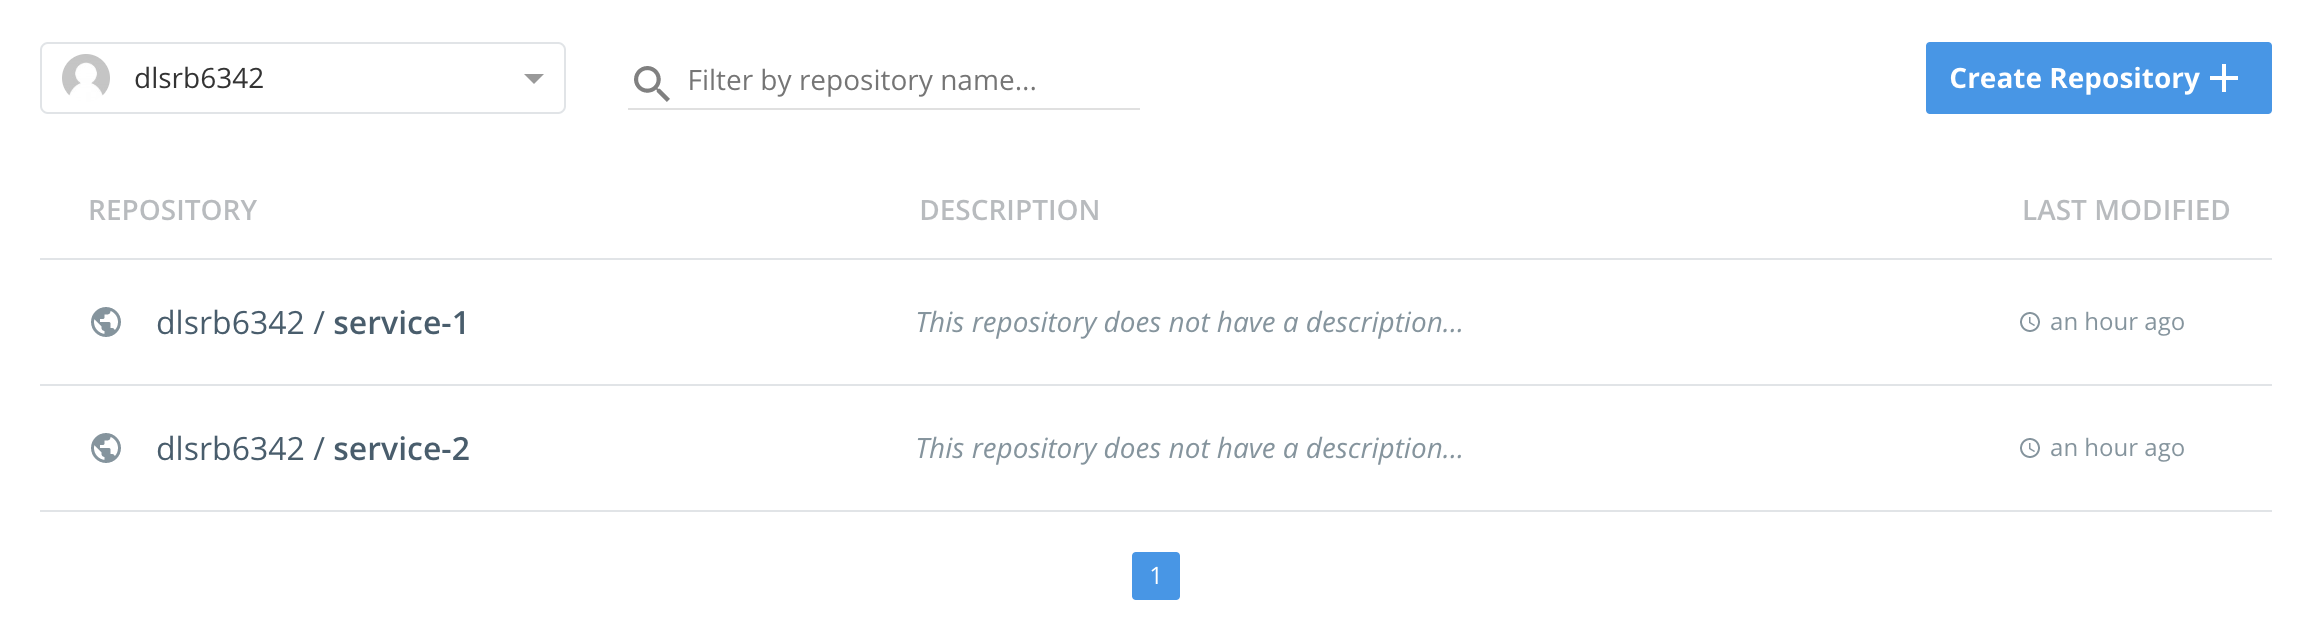 dlsrb6342 Filter by repository name... Create Repository
REPOSITORY DESCRIPTION LAST MODIFIED
dlsrb6342 / service-1 This repository does not have a description... an hour ago
dlsrb6342 / service-2 This repository does not have a description... an hour ago
1